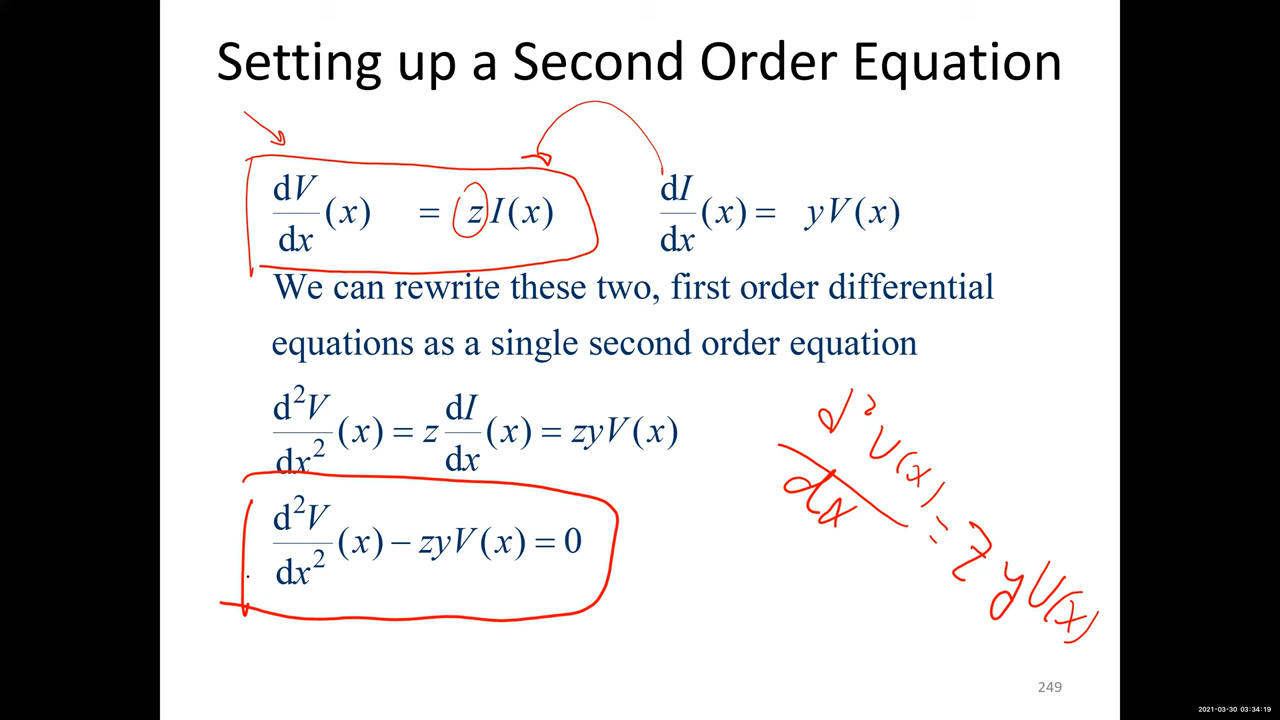 Setting up a Second Order Equation
dV/dx (x) = z I(x)    dI/dx (x) = yV(x)
We can rewrite these two, first order differential
equations as a single second order equation
d²V/dx² (x) = z dI/dx (x) = zyV(x)
d²V/dx² (x) − zyV(x) = 0
d²V(x)/dx = zyV(x)
249
2021-03-30 03:34:19